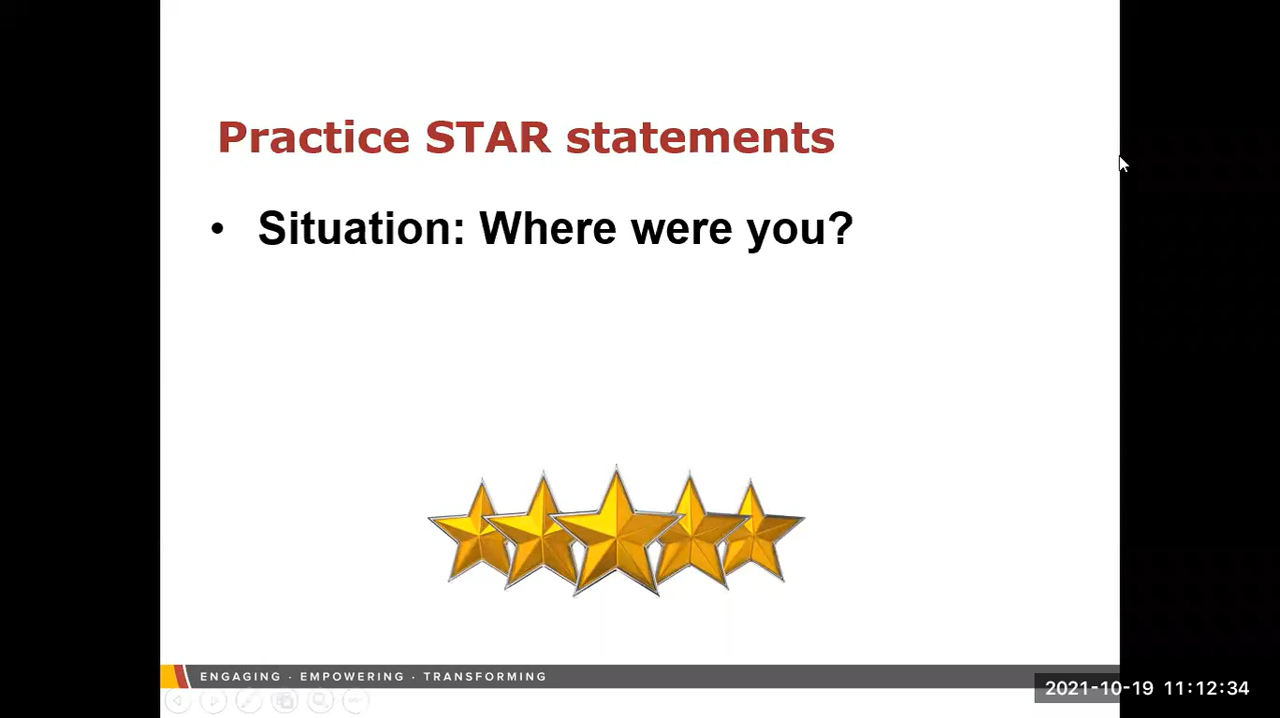 Practice STAR statements
• Situation: Where were you?
ENGAGING · EMPOWERING · TRANSFORMING
2021-10-19 11:12:34